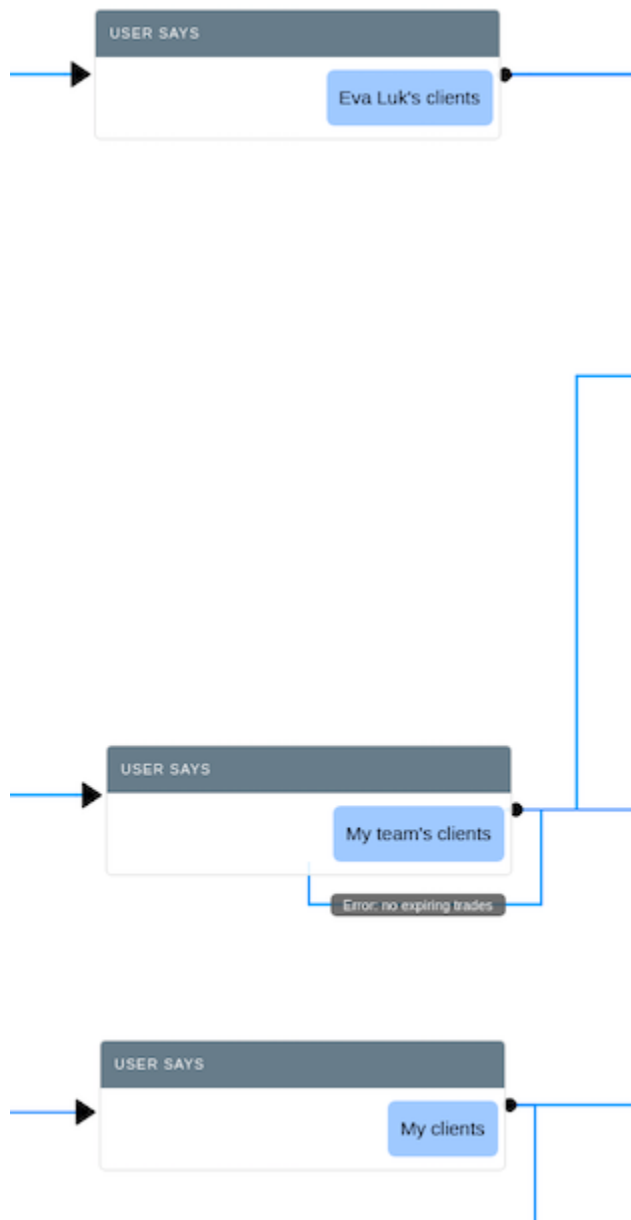 USER SAYS
Eva Luk's clients
USER SAYS
My team's clients
Error: no expiring trades
USER SAYS
My clients